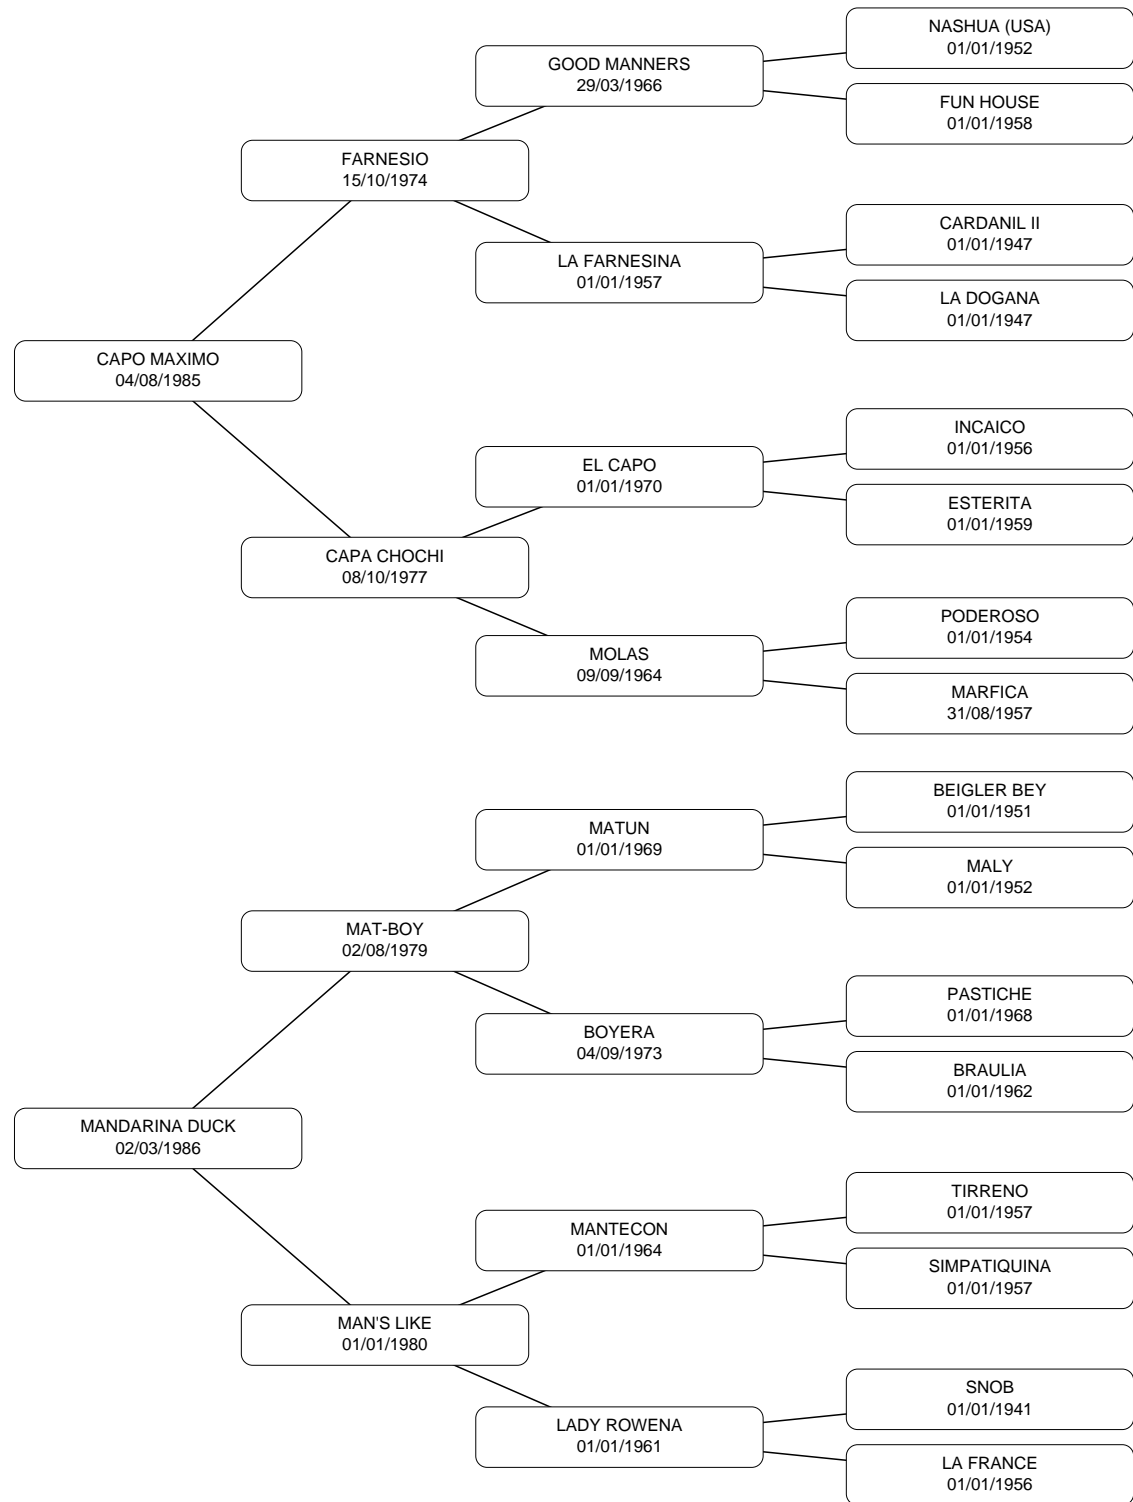 NASHUA (USA)
01/01/1952
GOOD MANNERS
29/03/1966
FUN HOUSE
01/01/1958
FARNESIO
15/10/1974
CARDANIL II
01/01/1947
LA FARNESINA
01/01/1957
LA DOGANA
01/01/1947
CAPO MAXIMO
04/08/1985
INCAICO
01/01/1956
EL CAPO
01/01/1970
ESTERITA
01/01/1959
CAPA CHOCHI
08/10/1977
PODEROSO
01/01/1954
MOLAS
09/09/1964
MARFICA
31/08/1957
BEIGLER BEY
01/01/1951
MATUN
01/01/1969
MALY
01/01/1952
MAT-BOY
02/08/1979
PASTICHE
01/01/1968
BOYERA
04/09/1973
BRAULIA
01/01/1962
MANDARINA DUCK
02/03/1986
TIRRENO
01/01/1957
MANTECON
01/01/1964
SIMPATIQUINA
01/01/1957
MAN'S LIKE
01/01/1980
SNOB
01/01/1941
LADY ROWENA
01/01/1961
LA FRANCE
01/01/1956